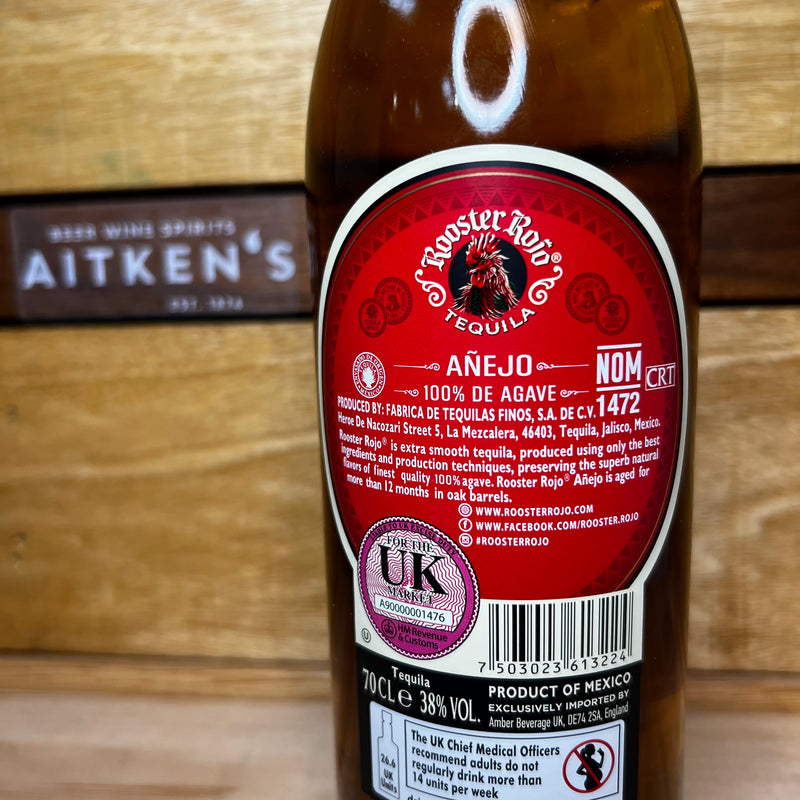 BEER WINE SPIRITS
AITKEN'S
EST. 1874
Rooster Rojo®
TEQUILA
AÑEJO
100% DE AGAVE
NOM
1472
CRT
PRODUCED BY: FABRICA DE TEQUILAS FINOS, S.A. DE C.V.
Heroe De Nacozari Street 5, La Mezcalera, 46403, Tequila, Jalisco, Mexico.
Rooster Rojo® is extra smooth tequila, produced using only the best
ingredients and production techniques, preserving the superb natural
flavors of finest quality 100% agave. Rooster Rojo® Añejo is aged for
more than 12 months in oak barrels.
WWW.ROOSTERROJO.COM
WWW.FACEBOOK.COM/ROOSTER.ROJO
#ROOSTERROJO
FOR THE
UK
MARKET
A90000001476
HM Revenue
& Customs
U
7 503023 613224
Tequila
70 CL e 38% VOL.
PRODUCT OF MEXICO
EXCLUSIVELY IMPORTED BY
Amber Beverage UK, DE74 2SA, England
26.6
UK
Units
The UK Chief Medical Officers
recommend adults do not
regularly drink more than
14 units per week